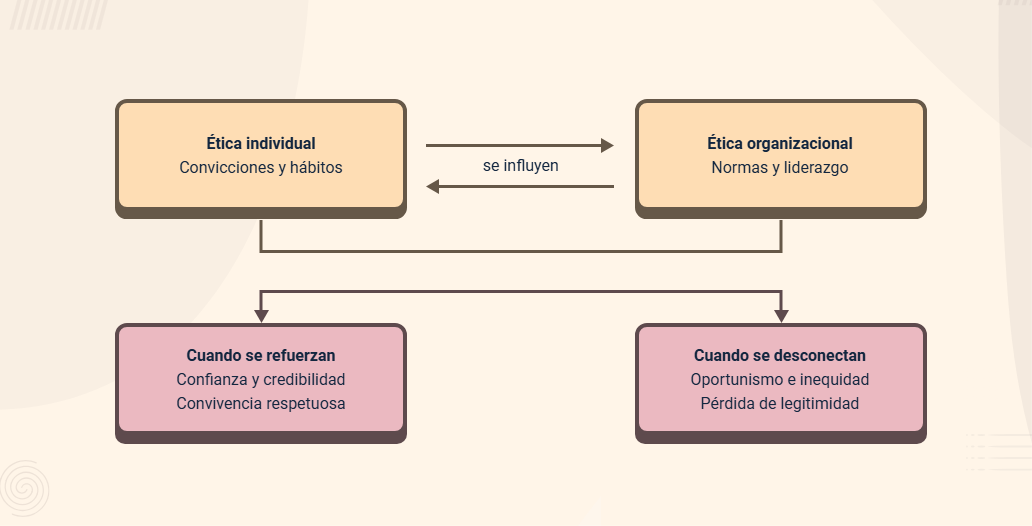 Ética individual
Convicciones y hábitos
se influyen
Ética organizacional
Normas y liderazgo
Cuando se refuerzan
Confianza y credibilidad
Convivencia respetuosa
Cuando se desconectan
Oportunismo e inequidad
Pérdida de legitimidad